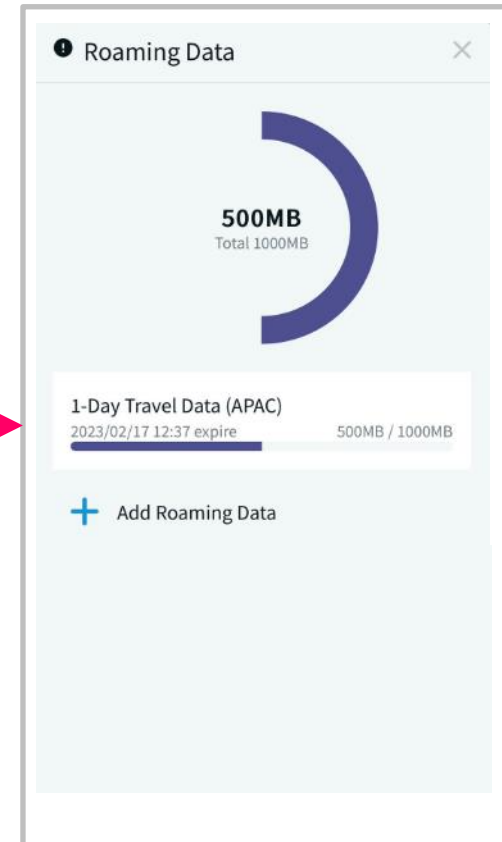 Roaming Data
500MB
Total 1000MB
1-Day Travel Data (APAC)
2023/02/17 12:37 expire 500MB / 1000MB
Add Roaming Data